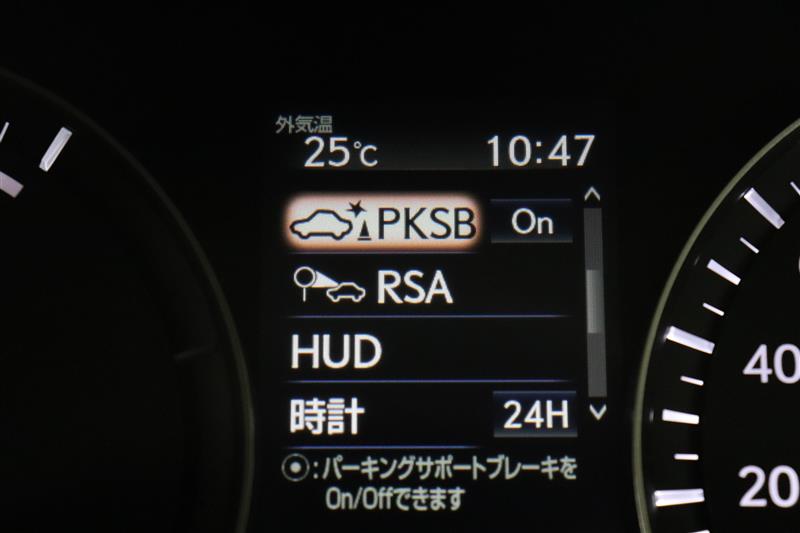 外気温
25℃ 10:47
PKSB On
RSA
HUD
時計 24H
⦿:パーキングサポートブレーキを
On/Offできます
40
20